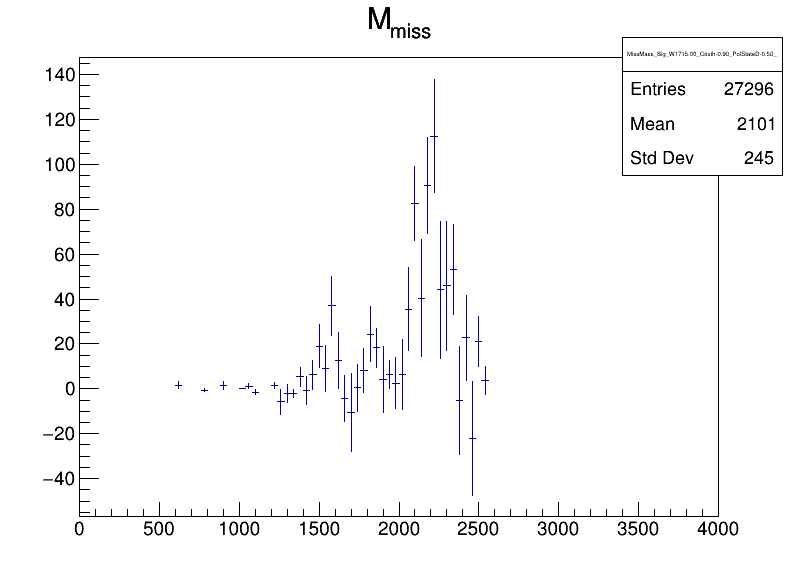 M_miss
MissMass_Sig_W1715.00_Costh-0.90_PolStateD-0.50_
Entries 27296
Mean 2101
Std Dev 245
140
120
100
80
60
40
20
0
−20
−40
0 500 1000 1500 2000 2500 3000 3500 4000